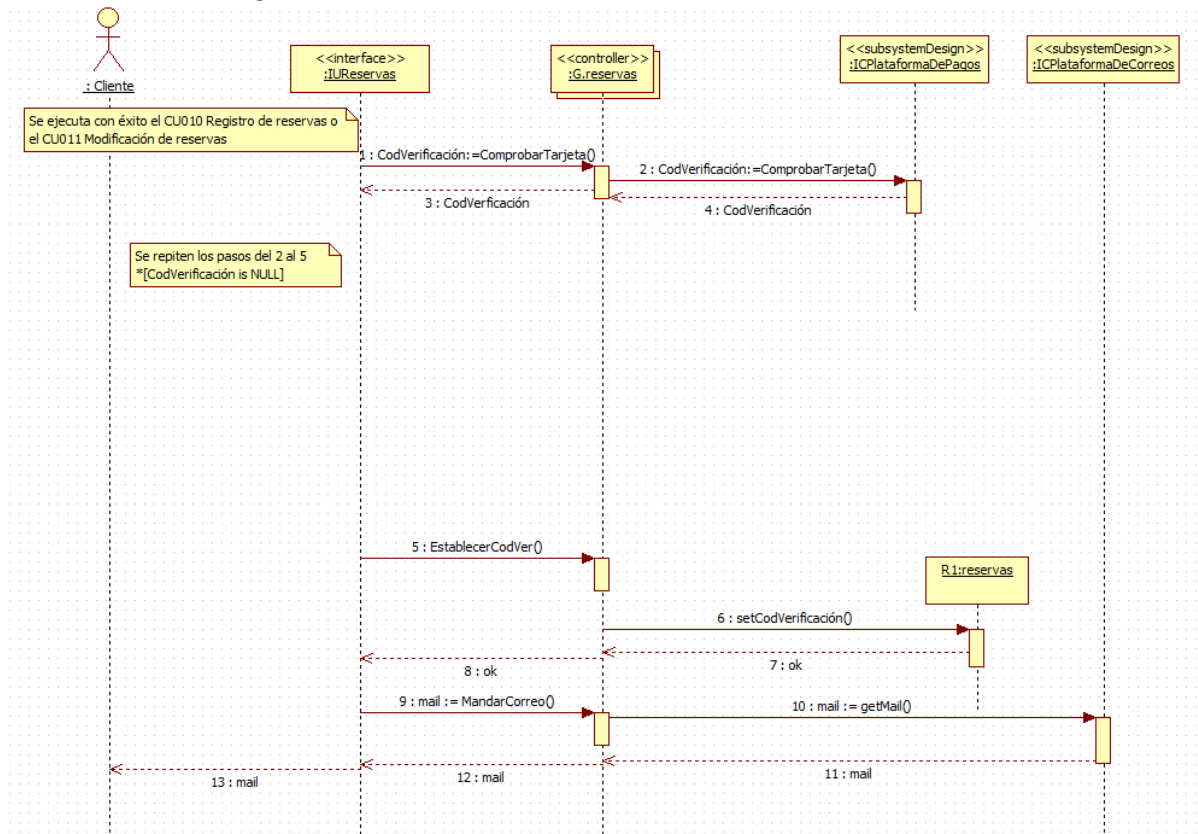 <<subsystemDesign>>
:ICPlataformaDePagos
<<subsystemDesign>>
:ICPlataformaDeCorreos
<<interface>>
:IUReservas
<<controller>>
:G.reservas
: Cliente
Se ejecuta con éxito el CU010 Registro de reservas o
el CU011 Modificación de reservas
1 : CodVerificación:=ComprobarTarjeta()
2 : CodVerificación:=ComprobarTarjeta()
3 : CodVerficación
4 : CodVerificación
Se repiten los pasos del 2 al 5
*[CodVerificación is NULL]
5 : EstablecerCodVer()
R1:reservas
6 : setCodVerificación()
7 : ok
8 : ok
9 : mail := MandarCorreo()
10 : mail := getMail()
11 : mail
12 : mail
13 : mail